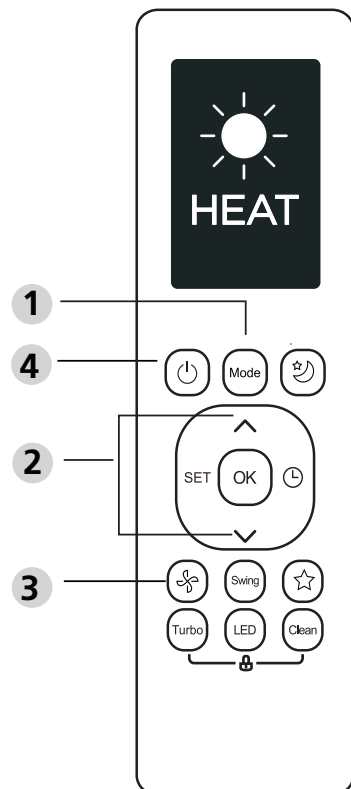 HEAT
1
4
Mode
2
SET OK
3
Swing
Turbo LED Clean